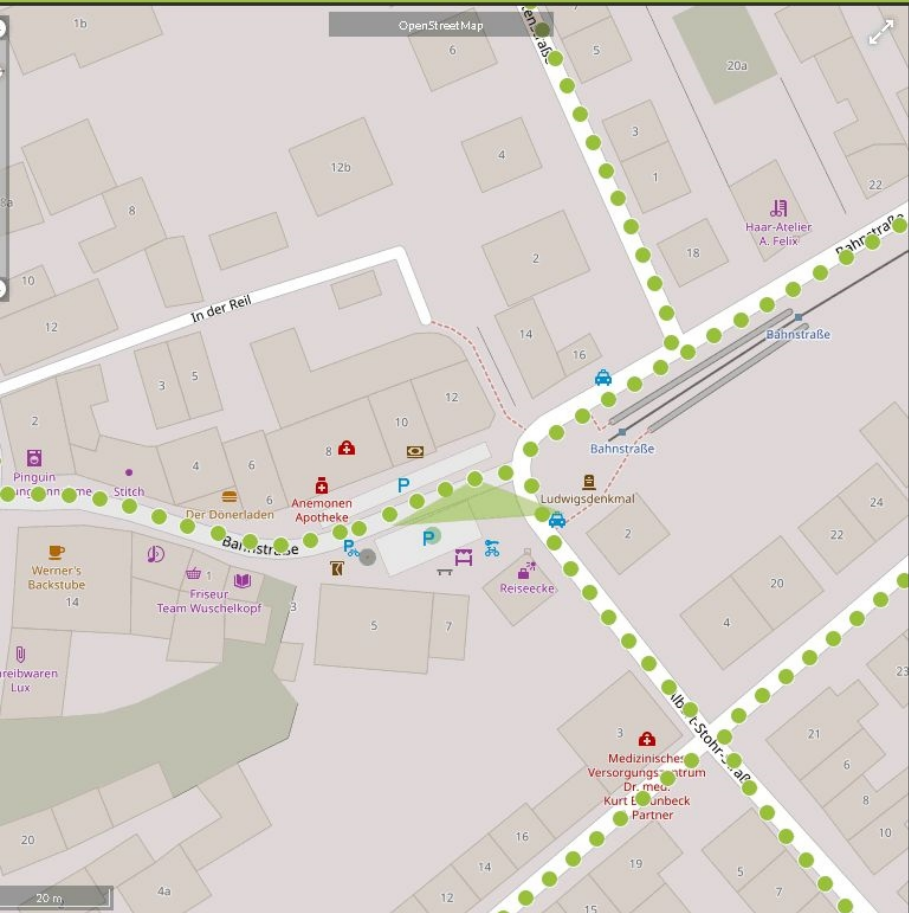 OpenStreetMap
1b
6
5
20a
3
12b
4
1
22
8
Haar-Atelier
A. Felix
Bahnstraße
2
18
10
In der Reil
14
12
Bahnstraße
16
3
5
12
2
10
8
Bahnstraße
4
6
Pinguin
Stitch
6
Anemonen
Apotheke
Ludwigsdenkmal
Der Dönerladen
24
2
22
Bahnstraße
Werner's
Backstube
14
1
Friseur
Team Wuschelkopf
Reiseecke
20
3
5
7
4
Lux
3
21
Medizinisches
Versorgungszentrum
Dr. med.
Partner
6
8
10
20
16
14
19
5
4a
12
7
15
20 m